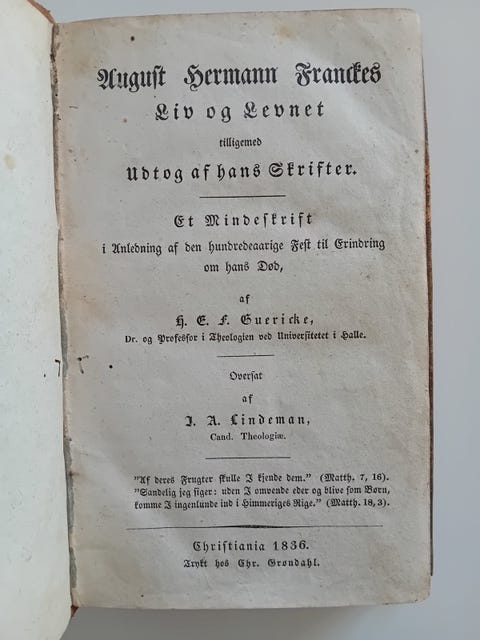 August Hermann Franckes
Liv og Levnet
tilligemed
Udtog af hans Skrifter.
Et Mindeskrift
i Anledning af den hundredeaarige Fest til Erindring
om hans Død,
af
H. E. F. Guericke,
Dr. og Professor i Theologien ved Universitetet i Halle.
Oversat
af
J. A. Lindeman,
Cand. Theologiæ.
"Af deres Frugter skulle I kjende dem." (Matth. 7, 16).
"Sandelig jeg siger: uden I omvende eder og blive som Børn,
komme I ingenlunde ind i Himmeriges Rige." (Matth. 18, 3).
Christiania 1836.
Trykt hos Chr. Grøndahl.